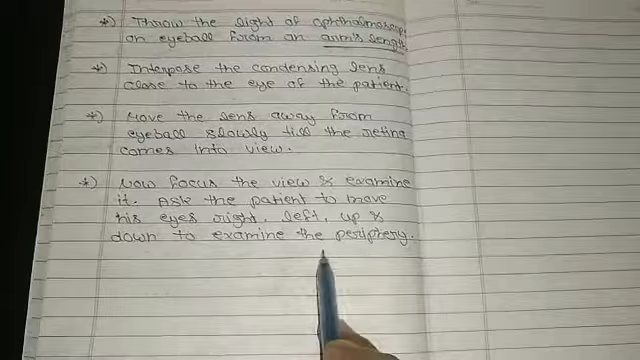 *) Throw the light of ophthalmoscope
on eyeball from an arm's length
*) Interpose the condensing lens
close to the eye of the patient.
*) Move the lens away from
eyeball slowly till the retina
comes into view.
*) Now focus the view & examine
it. Ask the patient to move
his eyes right, left, up &
down to examine the periphery.